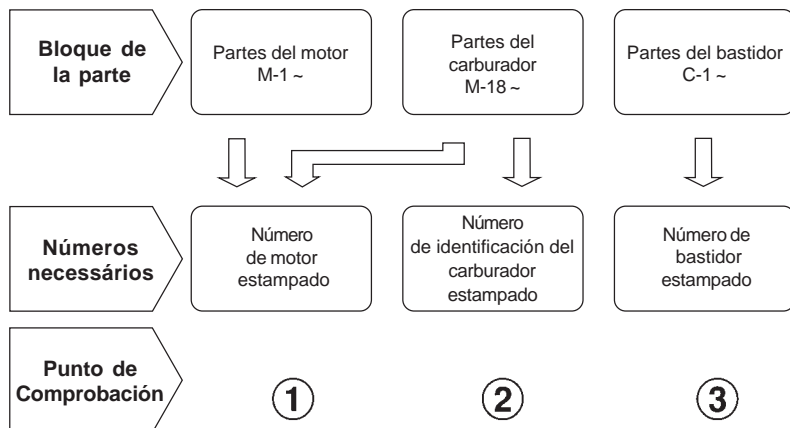 Bloque de
la parte
Partes del motor
M-1 ~
Partes del
carburador
M-18 ~
Partes del bastidor
C-1 ~
Números
necessários
Número
de motor
estampado
Número
de identificación del
carburador
estampado
Número de
bastidor
estampado
Punto de
Comprobación
1
2
3